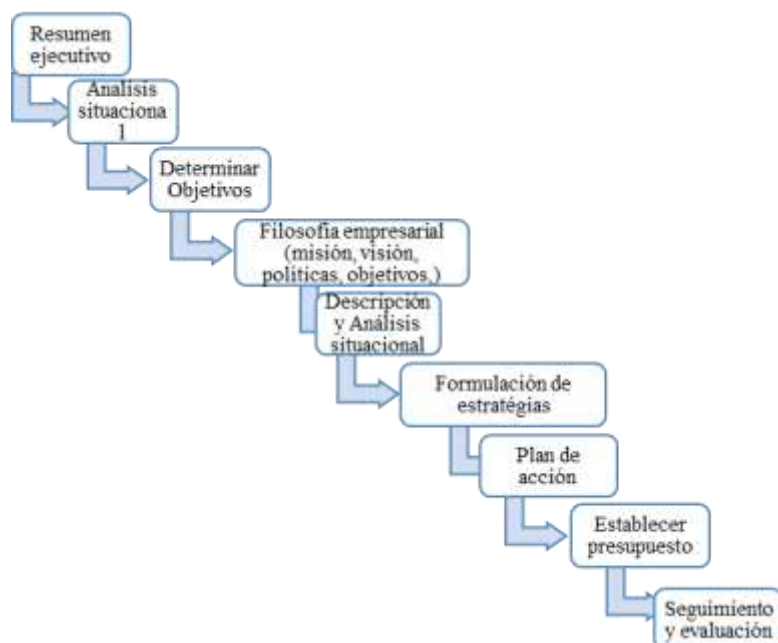 Resumen
ejecutivo
Analisis
situaciona
l
Determinar
Objetivos
Filosofía empresarial
(misión, visión,
políticas, objetivos,)
Descripción
y Análisis
situacional
Formulación de
estratégias
Plan de
acción
Establecer
presupuesto
Seguimiento
y evaluación